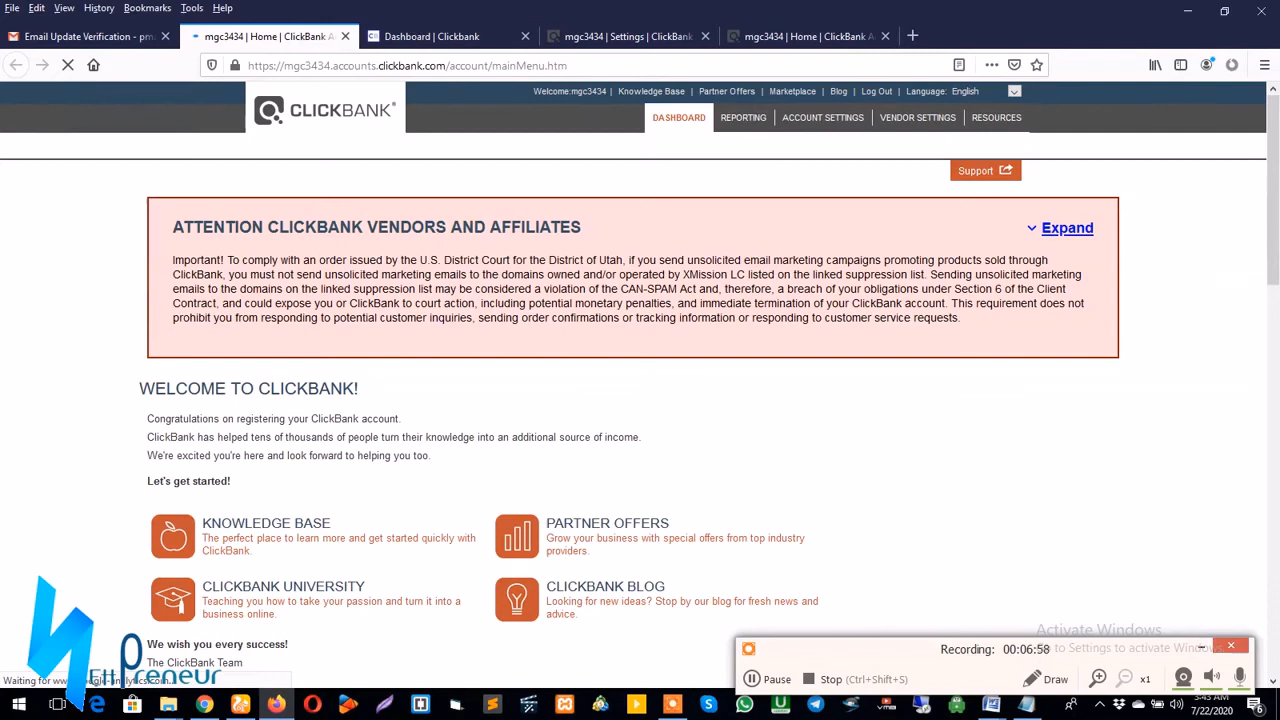 File Edit View History Bookmarks Tools Help
Email Update Verification - pm
mgc3434 | Home | ClickBank A
Dashboard | Clickbank
mgc3434 | Settings | ClickBank
mgc3434 | Home | ClickBank A
https://mgc3434.accounts.clickbank.com/account/mainMenu.htm
Welcome:mgc3434 | Knowledge Base | Partner Offers | Marketplace | Blog | Log Out | Language: English
CLICKBANK®
DASHBOARD REPORTING ACCOUNT SETTINGS VENDOR SETTINGS RESOURCES
Support
ATTENTION CLICKBANK VENDORS AND AFFILIATES
Expand
Important! To comply with an order issued by the U.S. District Court for the District of Utah, if you send unsolicited email marketing campaigns promoting products sold through
ClickBank, you must not send unsolicited marketing emails to the domains owned and/or operated by XMission LC listed on the linked suppression list. Sending unsolicited marketing
emails to the domains on the linked suppression list may be considered a violation of the CAN-SPAM Act and, therefore, a breach of your obligations under Section 6 of the Client
Contract, and could expose you or ClickBank to court action, including potential monetary penalties, and immediate termination of your ClickBank account. This requirement does not
prohibit you from responding to potential customer inquiries, sending order confirmations or tracking information or responding to customer service requests.
WELCOME TO CLICKBANK!
Congratulations on registering your ClickBank account.
ClickBank has helped tens of thousands of people turn their knowledge into an additional source of income.
We're excited you're here and look forward to helping you too.
Let's get started!
KNOWLEDGE BASE
The perfect place to learn more and get started quickly with
ClickBank.
PARTNER OFFERS
Grow your business with special offers from top industry
providers.
CLICKBANK UNIVERSITY
Teaching you how to take your passion and turn it into a
business online.
CLICKBANK BLOG
Looking for new ideas? Stop by our blog for fresh news and
advice.
We wish you every success!
The ClickBank Team
Activate Windows
Go to Settings to activate Windows.
Recording: 00:06:58
Pause Stop (Ctrl+Shift+S) Draw x1
3:45 AM
7/22/2020